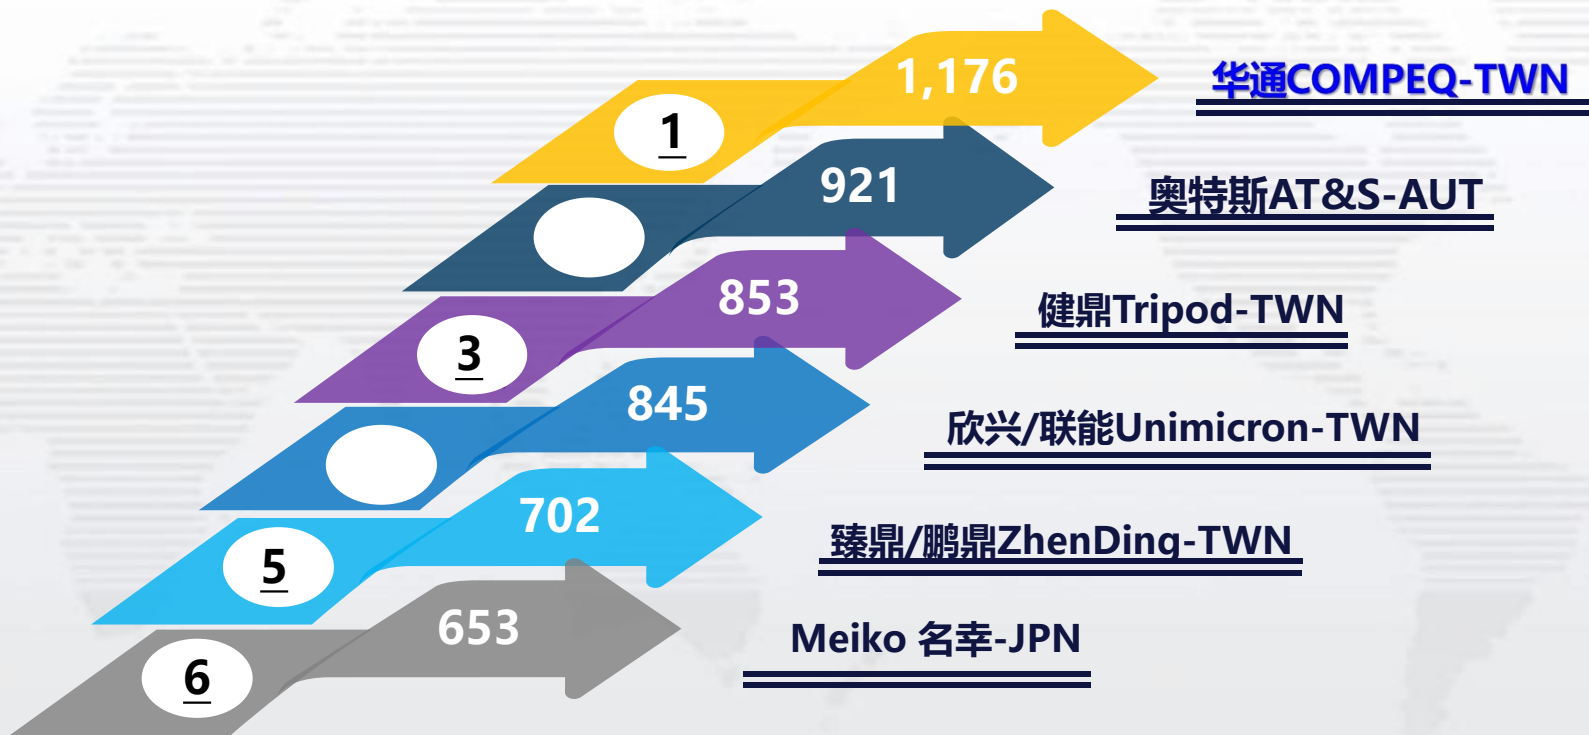 1,176
华通COMPEQ-TWN
1
921
奥特斯AT&S-AUT
853
健鼎Tripod-TWN
3
845
欣兴/联能Unimicron-TWN
702
臻鼎/鹏鼎ZhenDing-TWN
5
653
Meiko 名幸-JPN
6